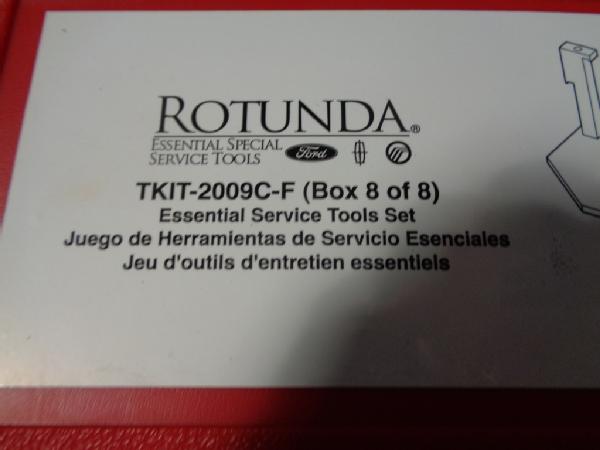 ROTUNDA®
ESSENTIAL SPECIAL
SERVICE TOOLS Ford
TKIT-2009C-F (Box 8 of 8)
Essential Service Tools Set
Juego de Herramientas de Servicio Esenciales
Jeu d'outils d'entretien essentiels